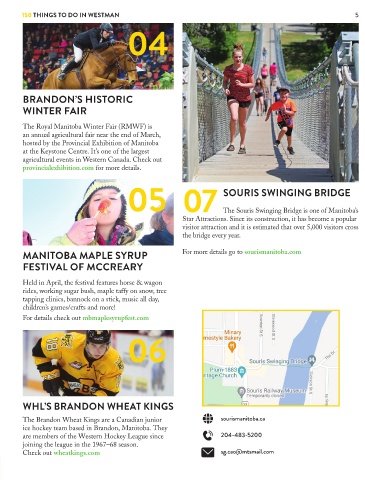 150 THINGS TO DO IN WESTMAN
5
04
BRANDON'S HISTORIC
WINTER FAIR
The Royal Manitoba Winter Fair (RMWF) is
an annual agricultural fair near the end of March,
hosted by the Provincial Exhibition of Manitoba
at the Keystone Centre. It's one of the largest
agricultural events in Western Canada. Check out
provincialexhibition.com for more details.
05
MANITOBA MAPLE SYRUP
FESTIVAL OF MCCREARY
Held in April, the festival features horse & wagon
rides, working sugar bush, maple taffy on snow, tree
tapping clinics, bannock on a stick, music all day,
children's games/crafts and more!
For details check out mbmaplesyrupfest.com
06
WHL'S BRANDON WHEAT KINGS
The Brandon Wheat Kings are a Canadian junior
ice hockey team based in Brandon, Manitoba. They
are members of the Western Hockey League since
joining the league in the 1967–68 season.
Check out wheatkings.com
07
SOURIS SWINGING BRIDGE
The Souris Swinging Bridge is one of Manitoba's
Star Attractions. Since its construction, it has become a popular
visitor attraction and it is estimated that over 5,000 visitors cross
the bridge every year.
For more details go to sourismanitoba.com
Minary
mestyle Bakery
Souris Swinging Bridge
Plum 1883
itage Church
Souris Railway Museum
Temporarily closed
sourismanitoba.ca
204-483-5200
sg.cao@mtsmail.com